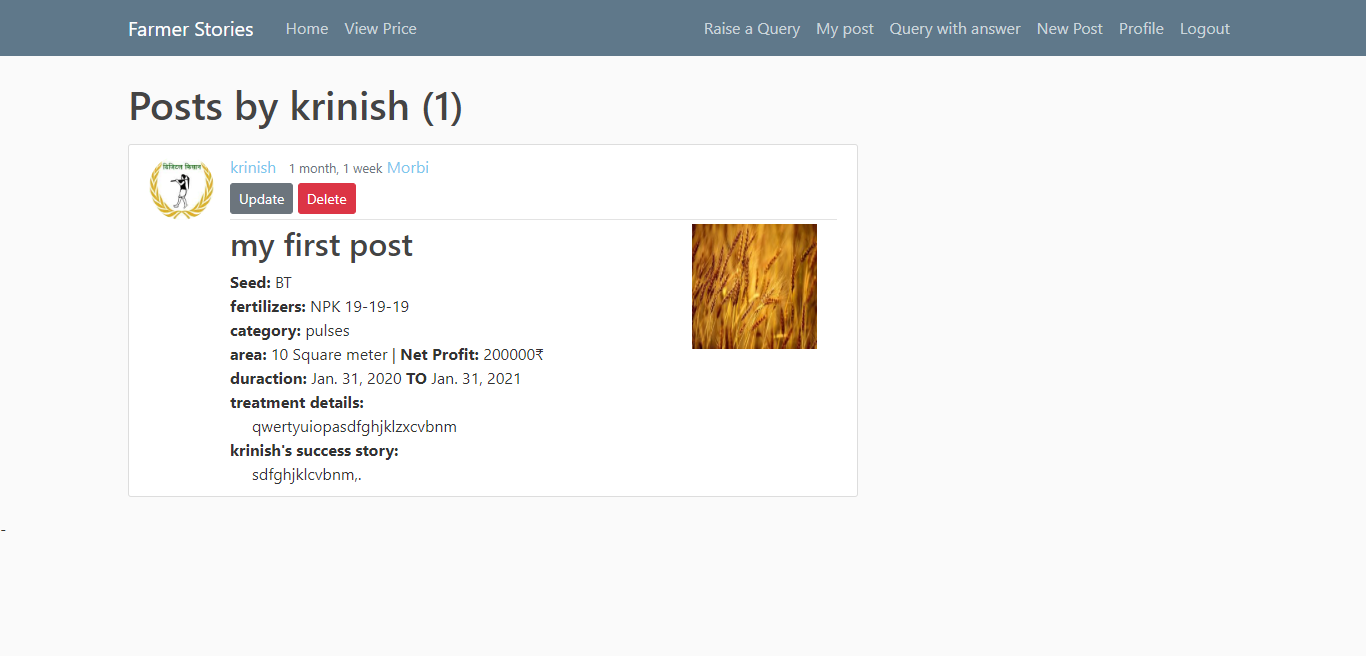 Farmer Stories Home View Price Raise a Query My post Query with answer New Post Profile Logout
Posts by krinish (1)
डिजिटल किसान
krinish 1 month, 1 week Morbi
Update Delete
my first post
Seed: BT
fertilizers: NPK 19-19-19
category: pulses
area: 10 Square meter | Net Profit: 200000₹
duraction: Jan. 31, 2020 TO Jan. 31, 2021
treatment details:
qwertyuiopasdfghjklzxcvbnm
krinish's success story:
sdfghjklcvbnm,.
-